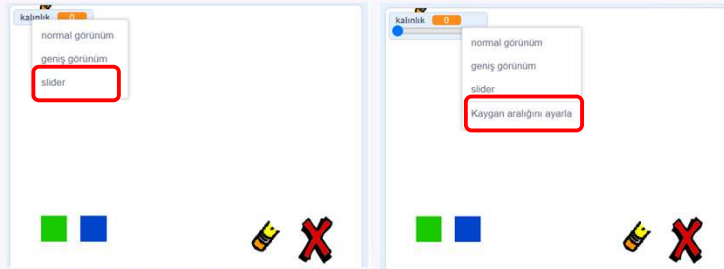 kalınlık 0
normal görünüm
geniş görünüm
slider
kalınlık 0
normal görünüm
geniş görünüm
slider
Kaygan aralığını ayarla